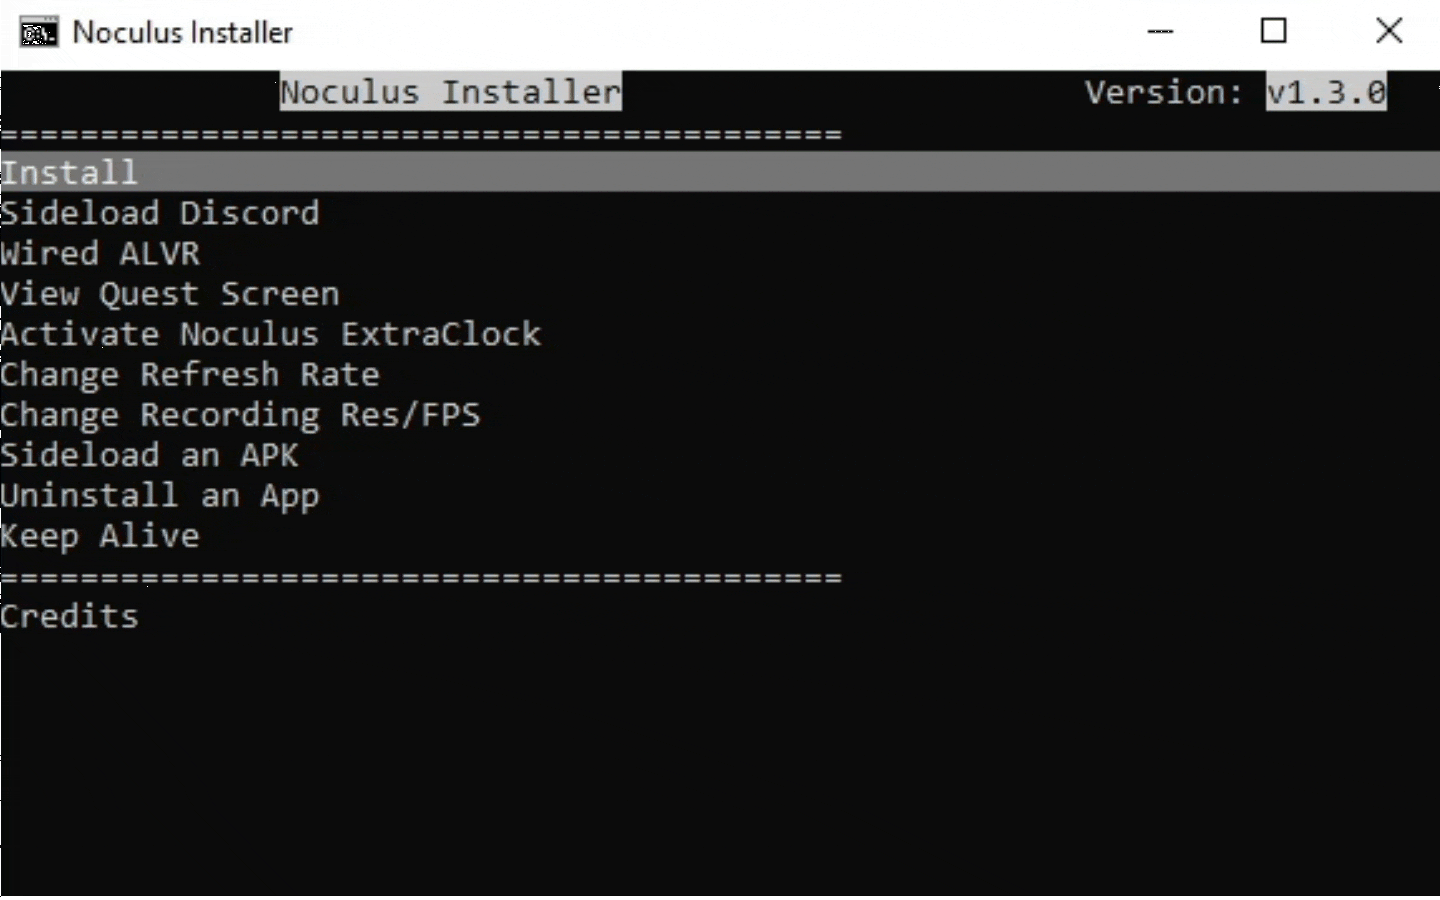 Noculus Installer
Noculus Installer Version: v1.3.0
==========================================
Install
Sideload Discord
Wired ALVR
View Quest Screen
Activate Noculus ExtraClock
Change Refresh Rate
Change Recording Res/FPS
Sideload an APK
Uninstall an App
Keep Alive
==========================================
Credits